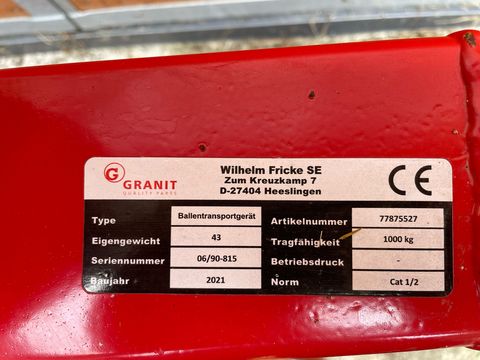 G
GRANIT
QUALITY PARTS
Wilhelm Fricke SE
Zum Kreuzkamp 7
D-27404 Heeslingen
CE
Type Ballentransportgerät Artikelnummer 77875527
Eigengewicht 43 Tragfähigkeit 1000 kg
Seriennummer 06/90-815 Betriebsdruck -
Baujahr 2021 Norm Cat 1/2